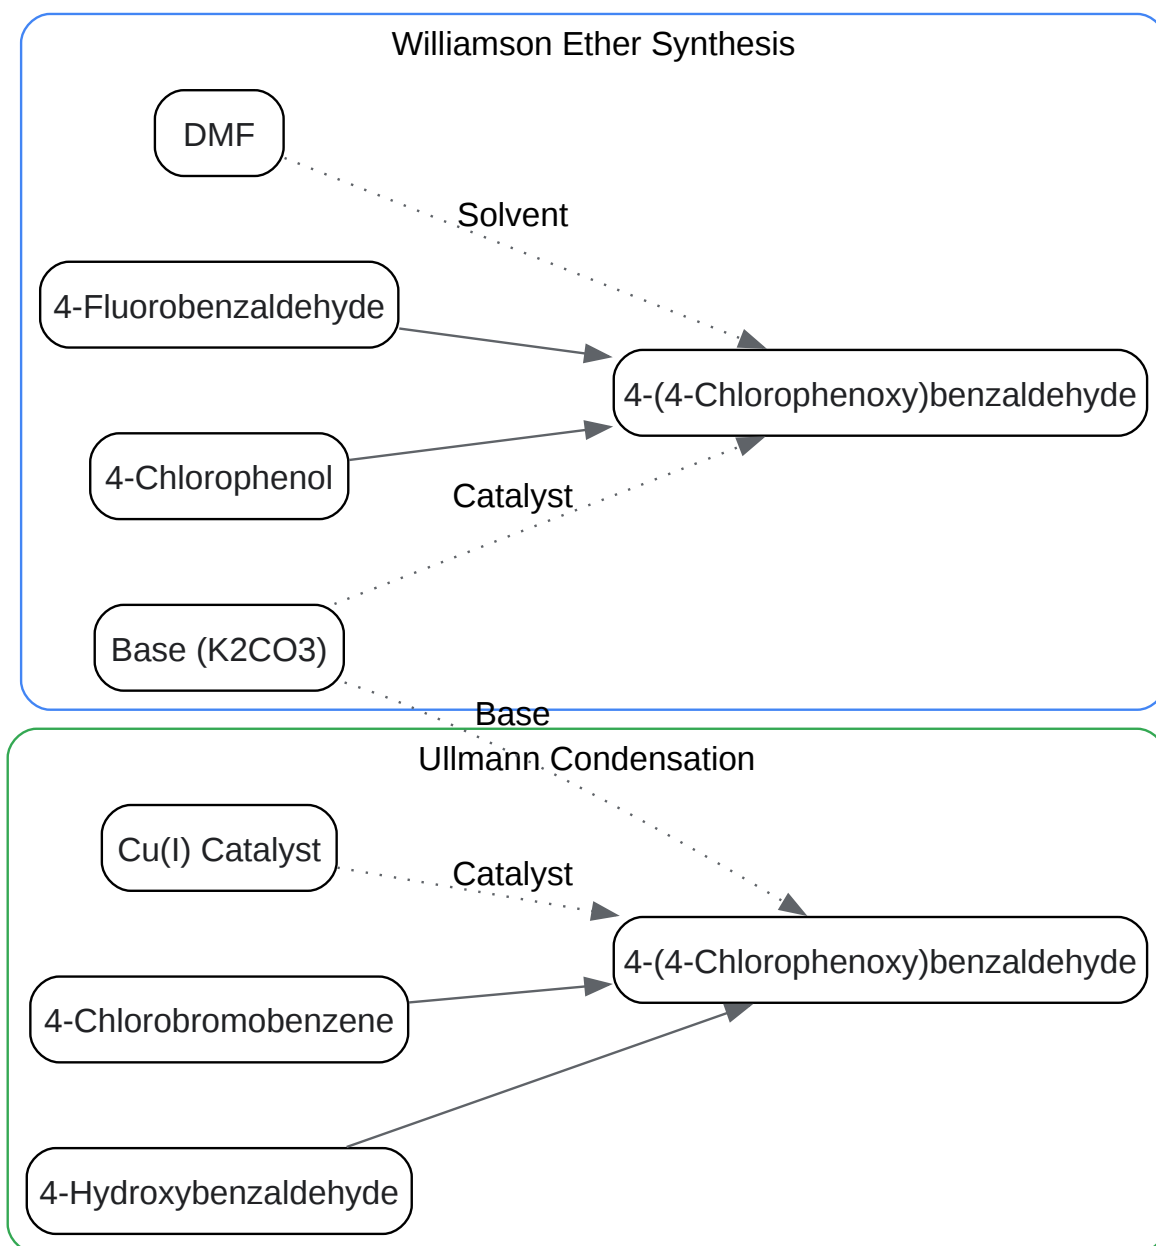 Williamson Ether Synthesis
DMF
Solvent
4-Fluorobenzaldehyde
4-(4-Chlorophenoxy)benzaldehyde
4-Chlorophenol
Catalyst
Base (K2CO3)
Base
Ullmann Condensation
Cu(I) Catalyst
Catalyst
4-(4-Chlorophenoxy)benzaldehyde
4-Chlorobromobenzene
4-Hydroxybenzaldehyde